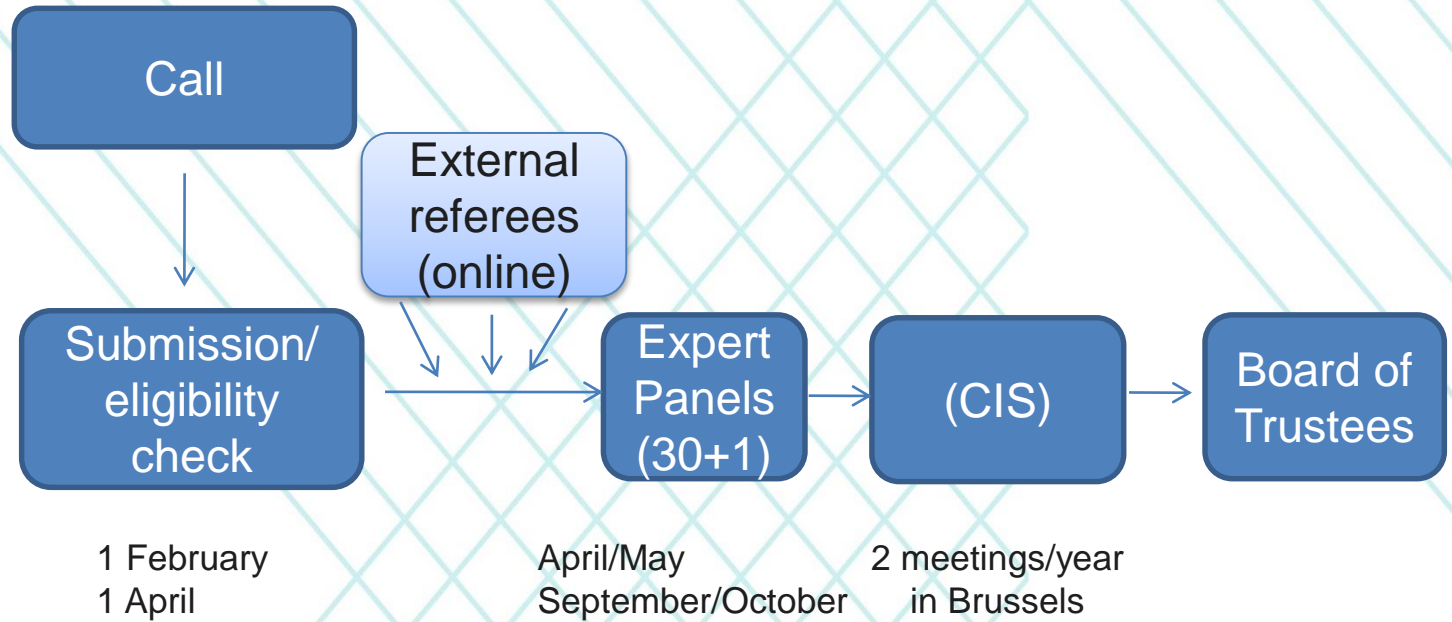 Call
External
referees
(online)
Submission/
eligibility
check
Expert
Panels
(30+1)
(CIS)
Board of
Trustees
1 February
1 April
April/May
September/October
2 meetings/year
in Brussels